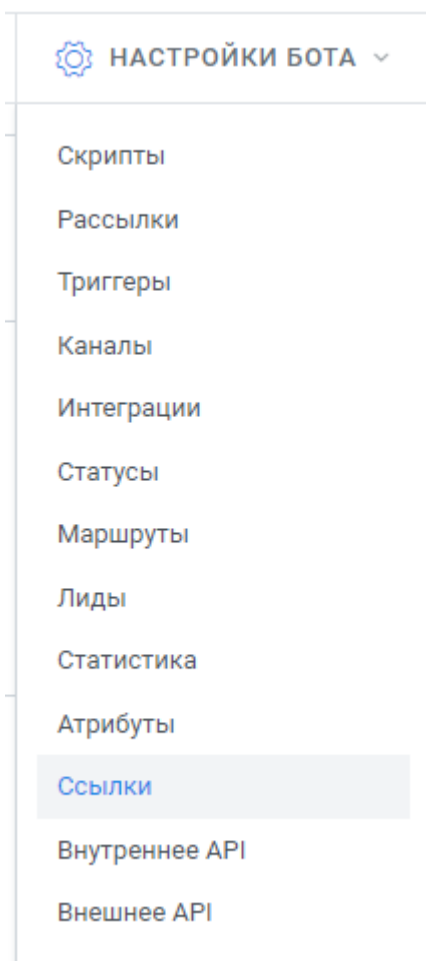 НАСТРОЙКИ БОТА
Скрипты
Рассылки
Триггеры
Каналы
Интеграции
Статусы
Маршруты
Лиды
Статистика
Атрибуты
Ссылки
Внутреннее API
Внешнее API